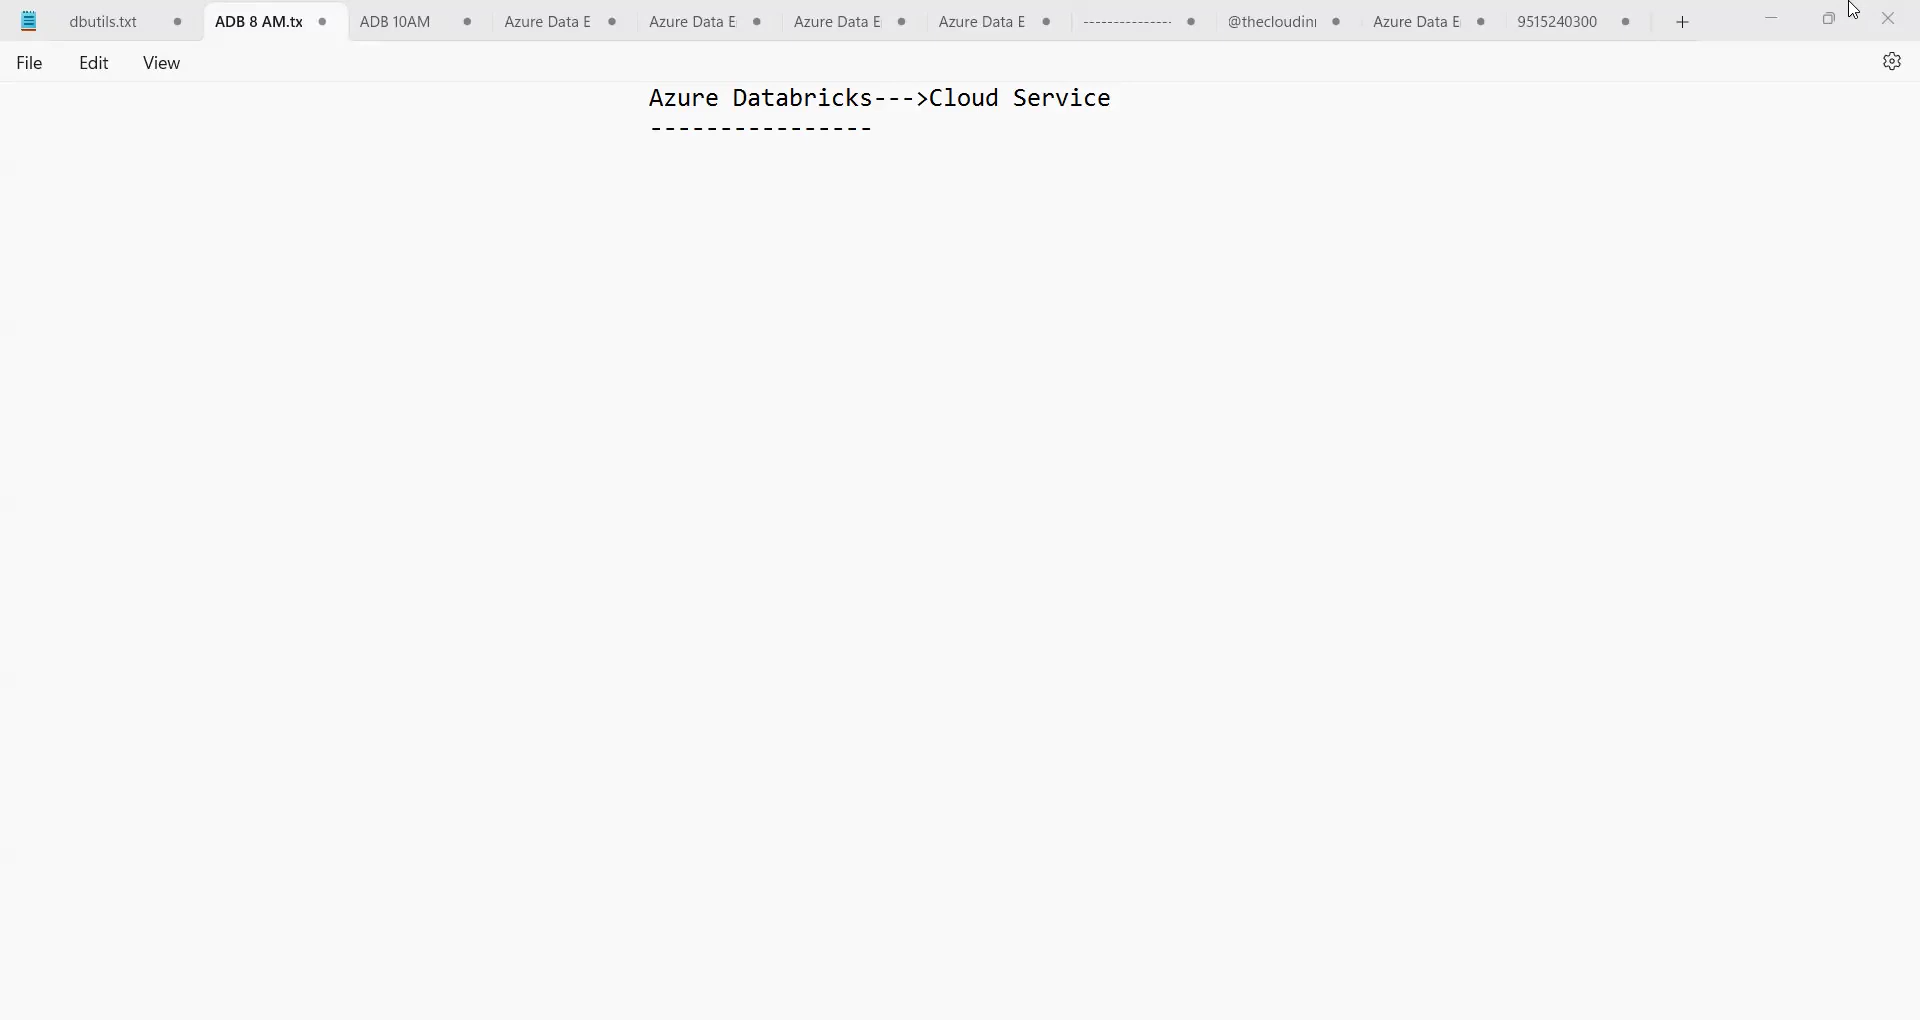 dbutils.txt ADB 8 AM.tx ADB 10AM Azure Data E Azure Data E Azure Data E Azure Data E --------------- @thecloudin Azure Data E 9515240300
File Edit View
Azure Databricks--->Cloud Service
----------------